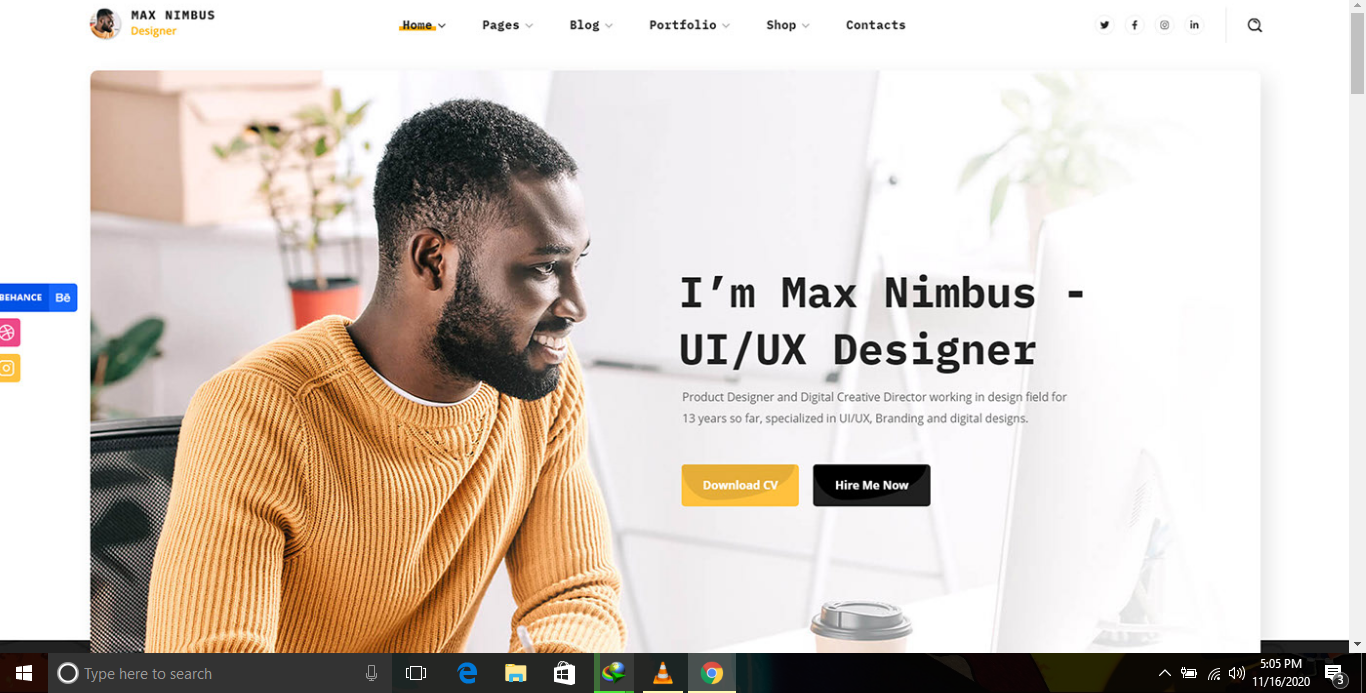 MAX NIMBUS
Designer
Home
Pages
Blog
Portfolio
Shop
Contacts
BEHANCE Bē
I’m Max Nimbus -
UI/UX Designer
Product Designer and Digital Creative Director working in design field for
13 years so far, specialized in UI/UX, Branding and digital designs.
Download CV
Hire Me Now
Type here to search
5:05 PM
11/16/2020
3